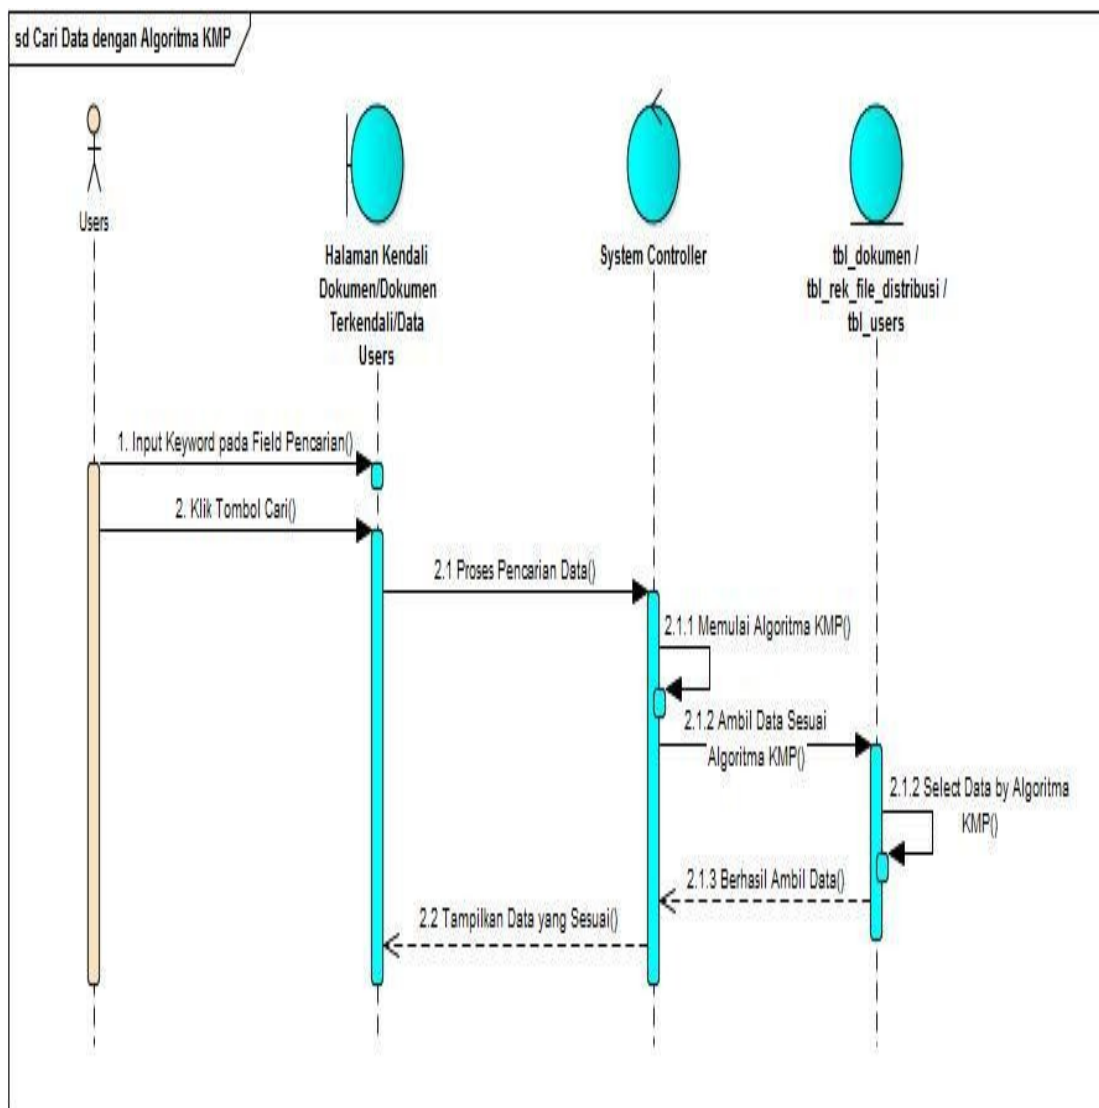 sd Cari Data dengan Algoritma KMP
Users
Halaman Kendali
Dokumen/Dokumen
Terkendali/Data
Users
System Controller
tbl_dokumen /
tbl_rek_file_distribusi /
tbl_users
1. Input Keyword pada Field Pencarian()
2. Klik Tombol Cari()
2.1 Proses Pencarian Data()
2.1.1 Memulai Algoritma KMP()
2.1.2 Ambil Data Sesuai
Algoritma KMP()
2.1.2 Select Data by Algoritma
KMP()
2.1.3 Berhasil Ambil Data()
2.2 Tampilkan Data yang Sesuai()